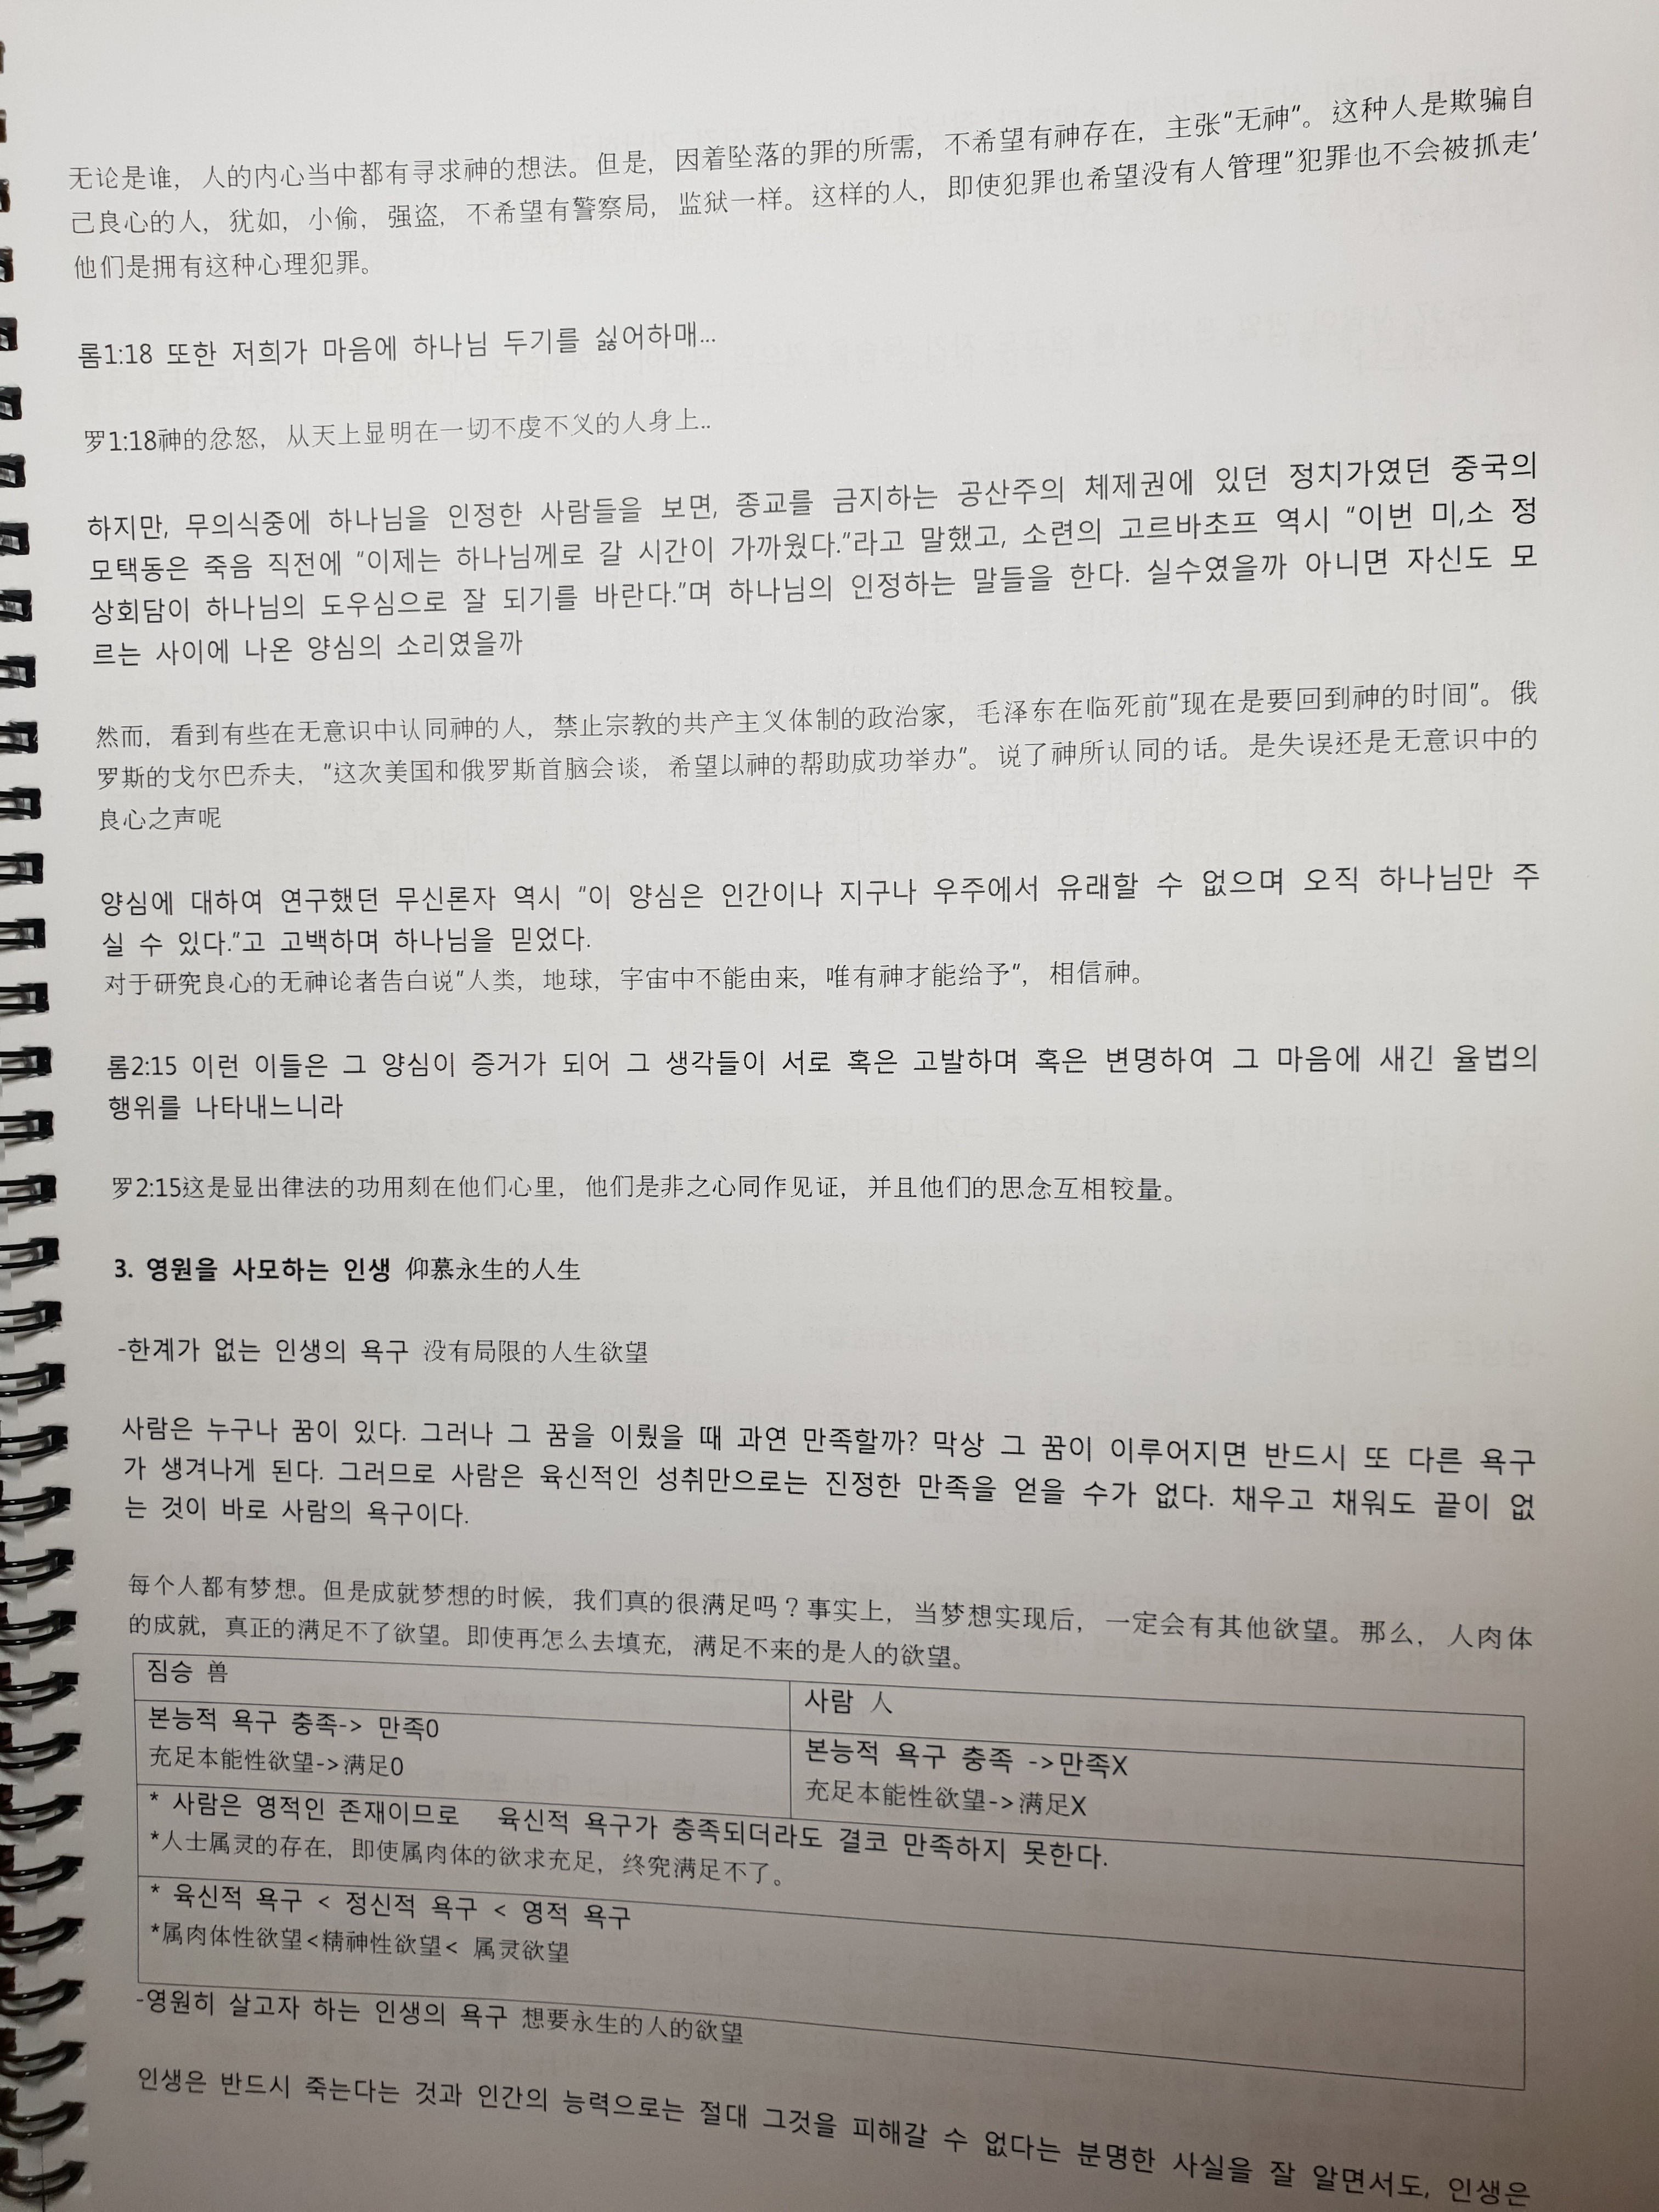 无论是谁，人的内心当中都有寻求神的想法。但是，因着坠落的罪的所需，不希望有神存在，主张"无神"。这种人是欺骗自
己良心的人，犹如，小偷，强盗，不希望有警察局，监狱一样。这样的人，即使犯罪也希望没有人管理"犯罪也不会被抓走'
他们是拥有这种心理犯罪。
롬1:18 또한 저희가 마음에 하나님 두기를 싫어하매...
罗1:18神的忿怒，从天上显明在一切不虔不义的人身上..
하지만, 무의식중에 하나님을 인정한 사람들을 보면, 종교를 금지하는 공산주의 체제권에 있던 정치가였던 중국의
모택동은 죽음 직전에 "이제는 하나님께로 갈 시간이 가까웠다."라고 말했고, 소련의 고르바초프 역시 "이번 미,소 정
상회담이 하나님의 도우심으로 잘 되기를 바란다."며 하나님의 인정하는 말들을 한다. 실수였을까 아니면 자신도 모
르는 사이에 나온 양심의 소리였을까
然而，看到有些在无意识中认同神的人，禁止宗教的共产主义体制的政治家，毛泽东在临死前"现在是要回到神的时间"。俄
罗斯的戈尔巴乔夫，"这次美国和俄罗斯首脑会谈，希望以神的帮助成功举办"。说了神所认同的话。是失误还是无意识中的
良心之声呢
양심에 대하여 연구했던 무신론자 역시 "이 양심은 인간이나 지구나 우주에서 유래할 수 없으며 오직 하나님만 주
실 수 있다."고 고백하며 하나님을 믿었다.
对于研究良心的无神论者告白说"人类，地球，宇宙中不能由来，唯有神才能给予"，相信神。
롬2:15 이런 이들은 그 양심이 증거가 되어 그 생각들이 서로 혹은 고발하며 혹은 변명하여 그 마음에 새긴 율법의
행위를 나타내느니라
罗2:15这是显出律法的功用刻在他们心里，他们是非之心同作见证，并且他们的思念互相较量。
3. 영원을 사모하는 인생 仰慕永生的人生
-한계가 없는 인생의 욕구 没有局限的人生欲望
사람은 누구나 꿈이 있다. 그러나 그 꿈을 이뤘을 때 과연 만족할까? 막상 그 꿈이 이루어지면 반드시 또 다른 욕구
가 생겨나게 된다. 그러므로 사람은 육신적인 성취만으로는 진정한 만족을 얻을 수가 없다. 채우고 채워도 끝이 없
는 것이 바로 사람의 욕구이다.
每个人都有梦想。但是成就梦想的时候，我们真的很满足吗？事实上，当梦想实现后，一定会有其他欲望。那么，人肉体
的成就，真正的满足不了欲望。即使再怎么去填充，满足不来的是人的欲望。
짐승 兽
사람 人
본능적 욕구 충족-> 만족0
充足本能性欲望->满足0
본능적 욕구 충족 ->만족X
充足本能性欲望->满足X
* 사람은 영적인 존재이므로 육신적 욕구가 충족되더라도 결코 만족하지 못한다.
*人士属灵的存在，即使属肉体的欲求充足，终究满足不了。
* 육신적 욕구 < 정신적 욕구 < 영적 욕구
*属肉体性欲望<精神性欲望< 属灵欲望
-영원히 살고자 하는 인생의 욕구 想要永生的人的欲望
인생은 반드시 죽는다는 것과 인간의 능력으로는 절대 그것을 피해갈 수 없다는 분명한 사실을 잘 알면서도, 인생은